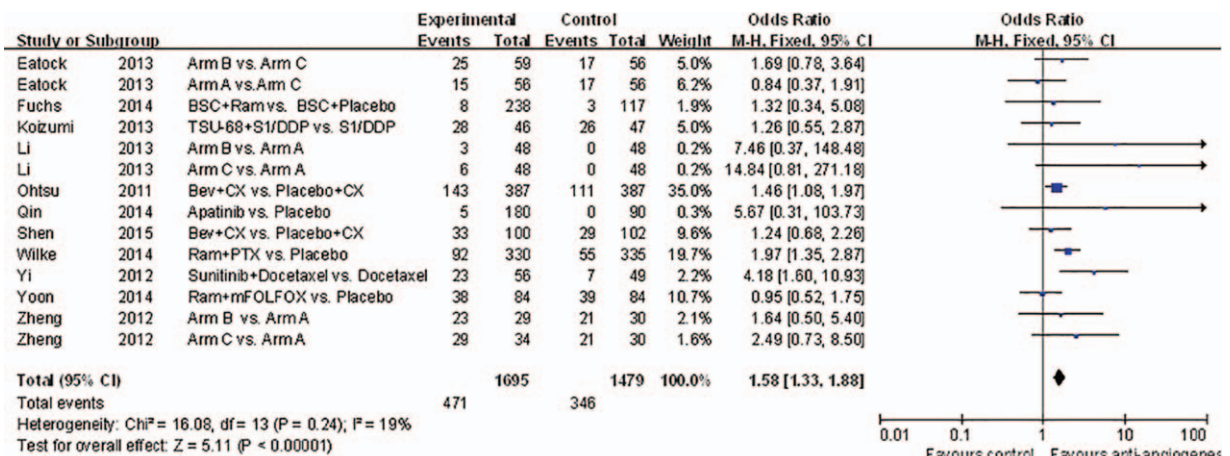 Experimental Control Odds Ratio Odds Ratio
Study or Subgroup Events Total Events Total Weight M-H, Fixed, 95% CI M-H, Fixed, 95% CI
Eatock 2013 Arm B vs. Arm C 25 59 17 56 5.0% 1.69 [0.78, 3.64]
Eatock 2013 Arm A vs.Arm C 15 56 17 56 6.2% 0.84 [0.37, 1.91]
Fuchs 2014 BSC+Ram vs. BSC+Placebo 8 238 3 117 1.9% 1.32 [0.34, 5.08]
Koizumi 2013 TSU-68+S1/DDP vs. S1/DDP 28 46 26 47 5.0% 1.26 [0.55, 2.87]
Li 2013 Arm B vs. Arm A 3 48 0 48 0.2% 7.46 [0.37, 148.48]
Li 2013 Arm C vs. Arm A 6 48 0 48 0.2% 14.84 [0.81, 271.18]
Ohtsu 2011 Bev+CX vs. Placebo+CX 143 387 111 387 35.0% 1.46 [1.08, 1.97]
Qin 2014 Apatinib vs. Placebo 5 180 0 90 0.3% 5.67 [0.31, 103.73]
Shen 2015 Bev+CX vs. Placebo+CX 33 100 29 102 9.6% 1.24 [0.68, 2.26]
Wilke 2014 Ram+PTX vs. Placebo 92 330 55 335 19.7% 1.97 [1.35, 2.87]
Yi 2012 Sunitinib+Docetaxel vs. Docetaxel 23 56 7 49 2.2% 4.18 [1.60, 10.93]
Yoon 2014 Ram+mFOLFOX vs. Placebo 38 84 39 84 10.7% 0.95 [0.52, 1.75]
Zheng 2012 Arm B vs. Arm A 23 29 21 30 2.1% 1.64 [0.50, 5.40]
Zheng 2012 Arm C vs. Arm A 29 34 21 30 1.6% 2.49 [0.73, 8.50]
Total (95% CI) 1695 1479 100.0% 1.58 [1.33, 1.88]
Total events 471 346
Heterogeneity: Chi² = 16.08, df = 13 (P = 0.24); I² = 19%
Test for overall effect: Z = 5.11 (P < 0.00001)
0.01 0.1 1 10 100
Favours control Favours anti-angiogenes